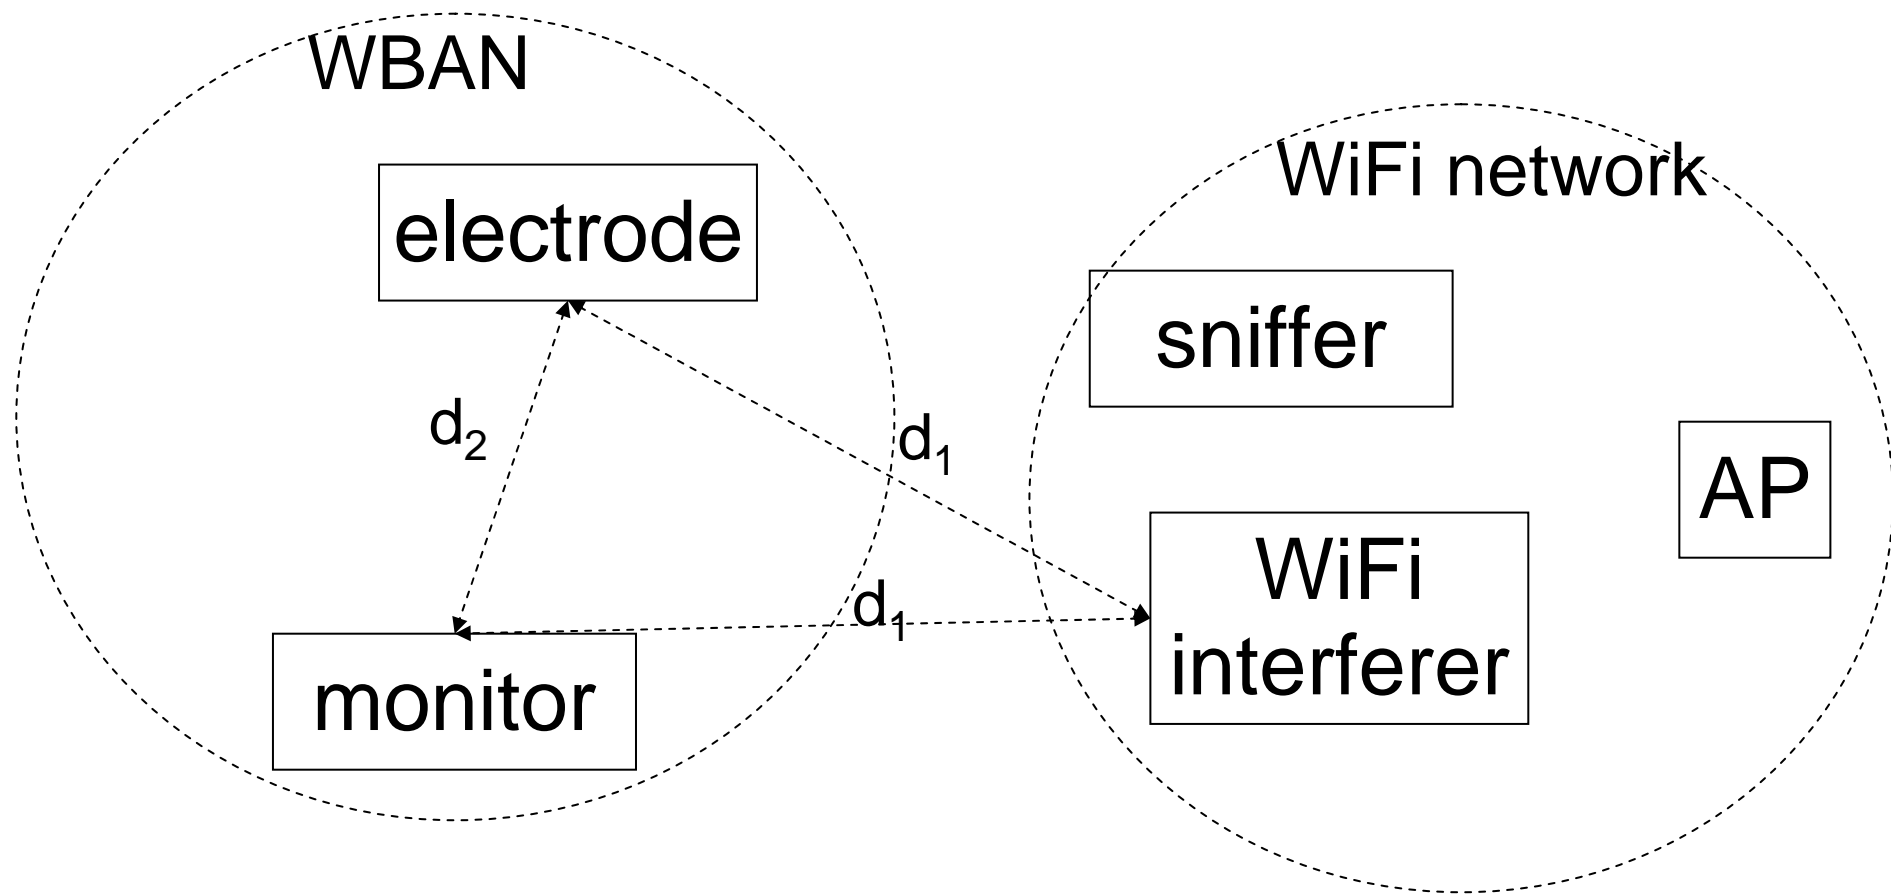 WBAN
WiFi network
electrode
sniffer
d₂
d₁
AP
WiFi
interferer
d₁
monitor